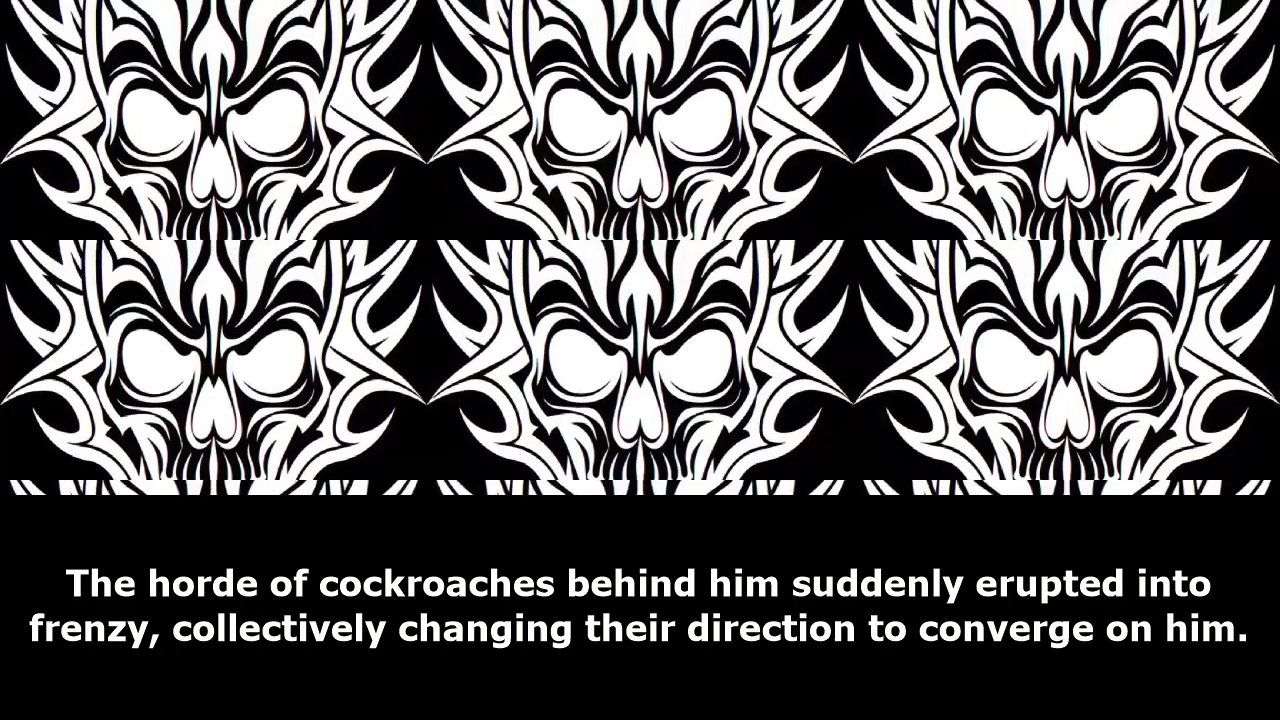 The horde of cockroaches behind him suddenly erupted into
frenzy, collectively changing their direction to converge on him.